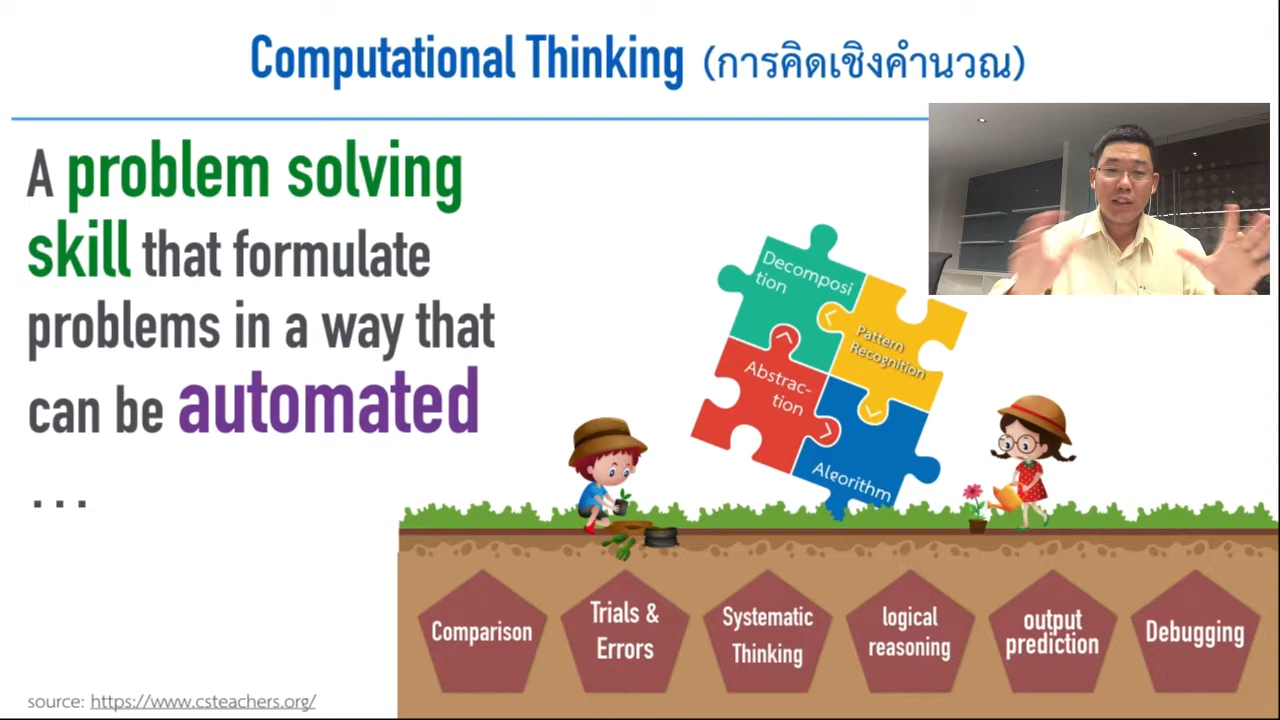 Computational Thinking (การคิดเชิงคำนวณ)
A problem solving
skill that formulate
problems in a way that
can be automated
...
Decomposi
tion
Pattern
Recognition
Abstrac-
tion
Algorithm
Comparison
Trials &
Errors
Systematic
Thinking
logical
reasoning
output
prediction
Debugging
source: https://www.csteachers.org/